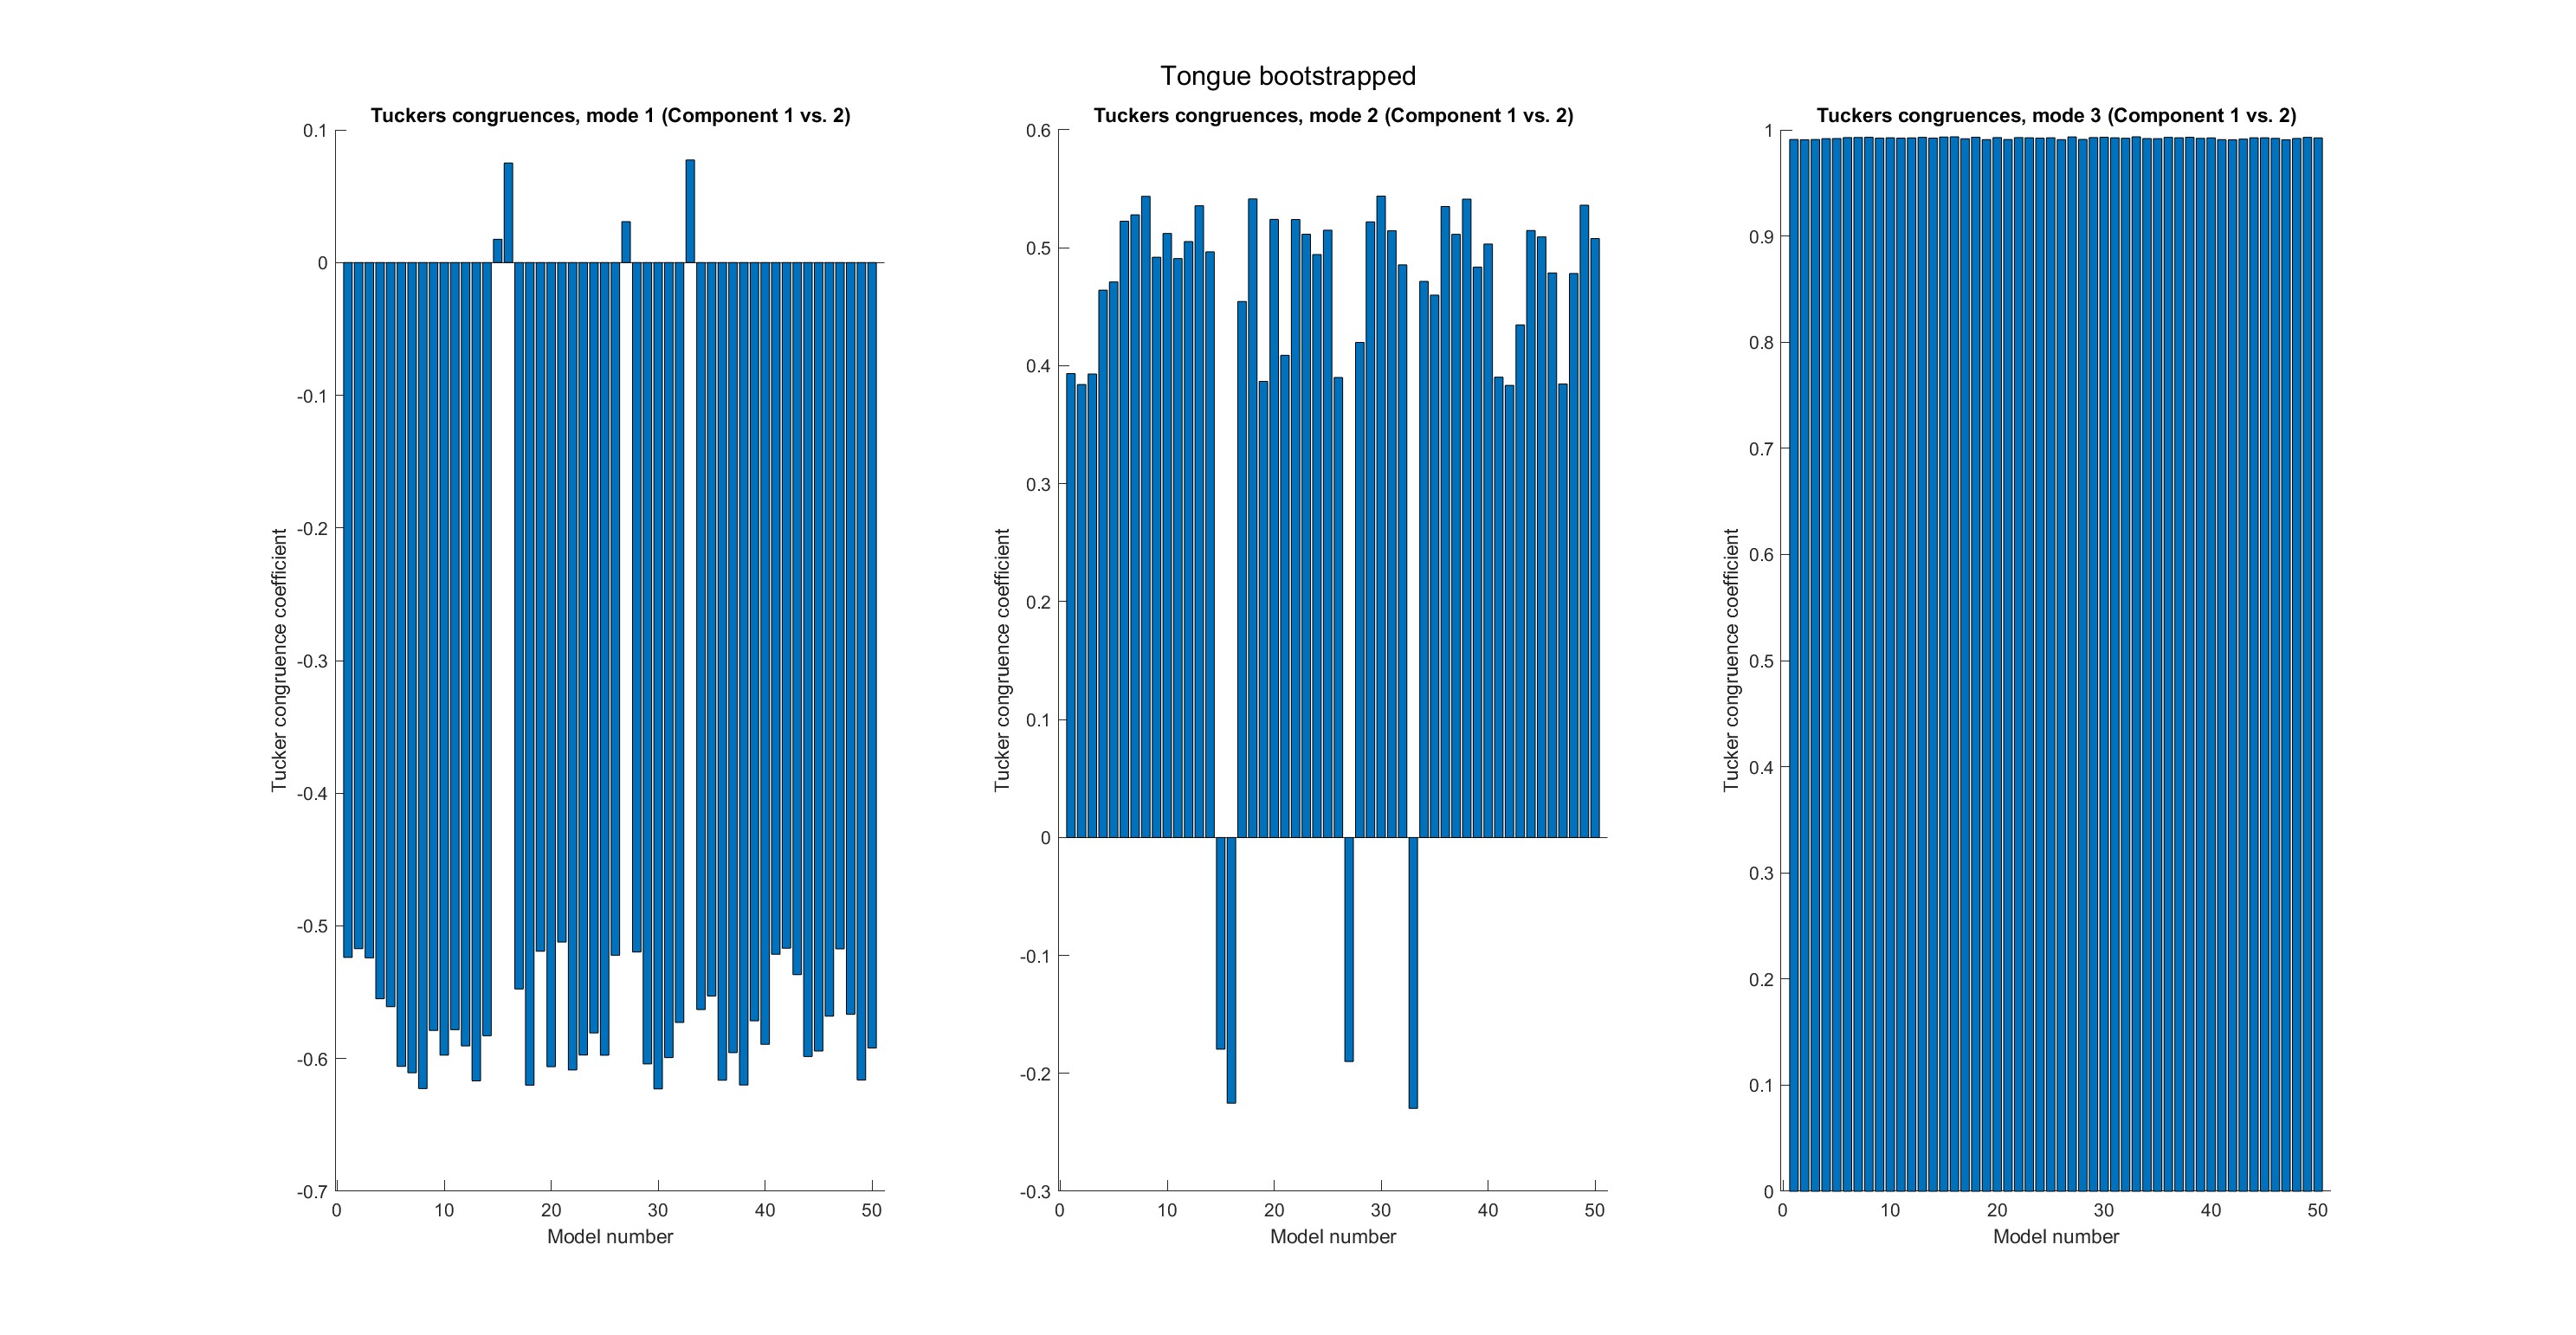 Tongue bootstrapped
Tuckers congruences, mode 1 (Component 1 vs. 2)
0.1
0
-0.1
-0.2
-0.3
-0.4
-0.5
-0.6
-0.7
Tucker congruence coefficient
0 10 20 30 40 50
Model number
Tuckers congruences, mode 2 (Component 1 vs. 2)
0.6
0.5
0.4
0.3
0.2
0.1
0
-0.1
-0.2
-0.3
Tucker congruence coefficient
0 10 20 30 40 50
Model number
Tuckers congruences, mode 3 (Component 1 vs. 2)
1
0.9
0.8
0.7
0.6
0.5
0.4
0.3
0.2
0.1
0
Tucker congruence coefficient
0 10 20 30 40 50
Model number